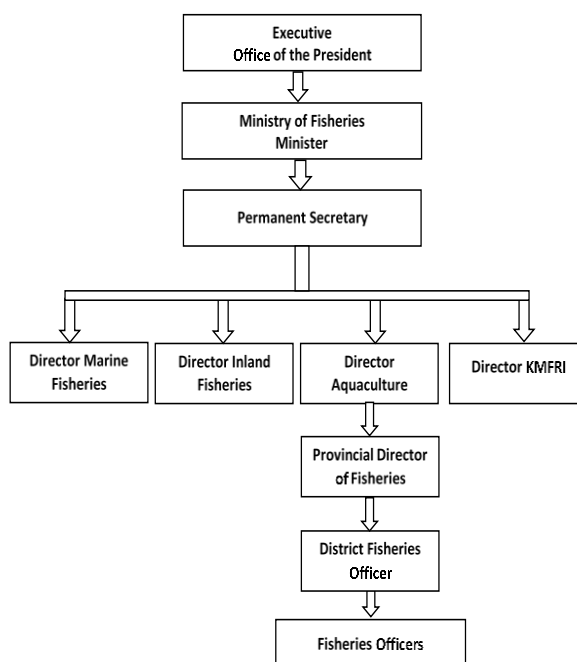 Executive
Office of the President
Ministry of Fisheries
Minister
Permanent Secretary
Director Marine
Fisheries
Director Inland
Fisheries
Director
Aquaculture
Director KMFRI
Provincial Director
of Fisheries
District Fisheries
Officer
Fisheries Officers